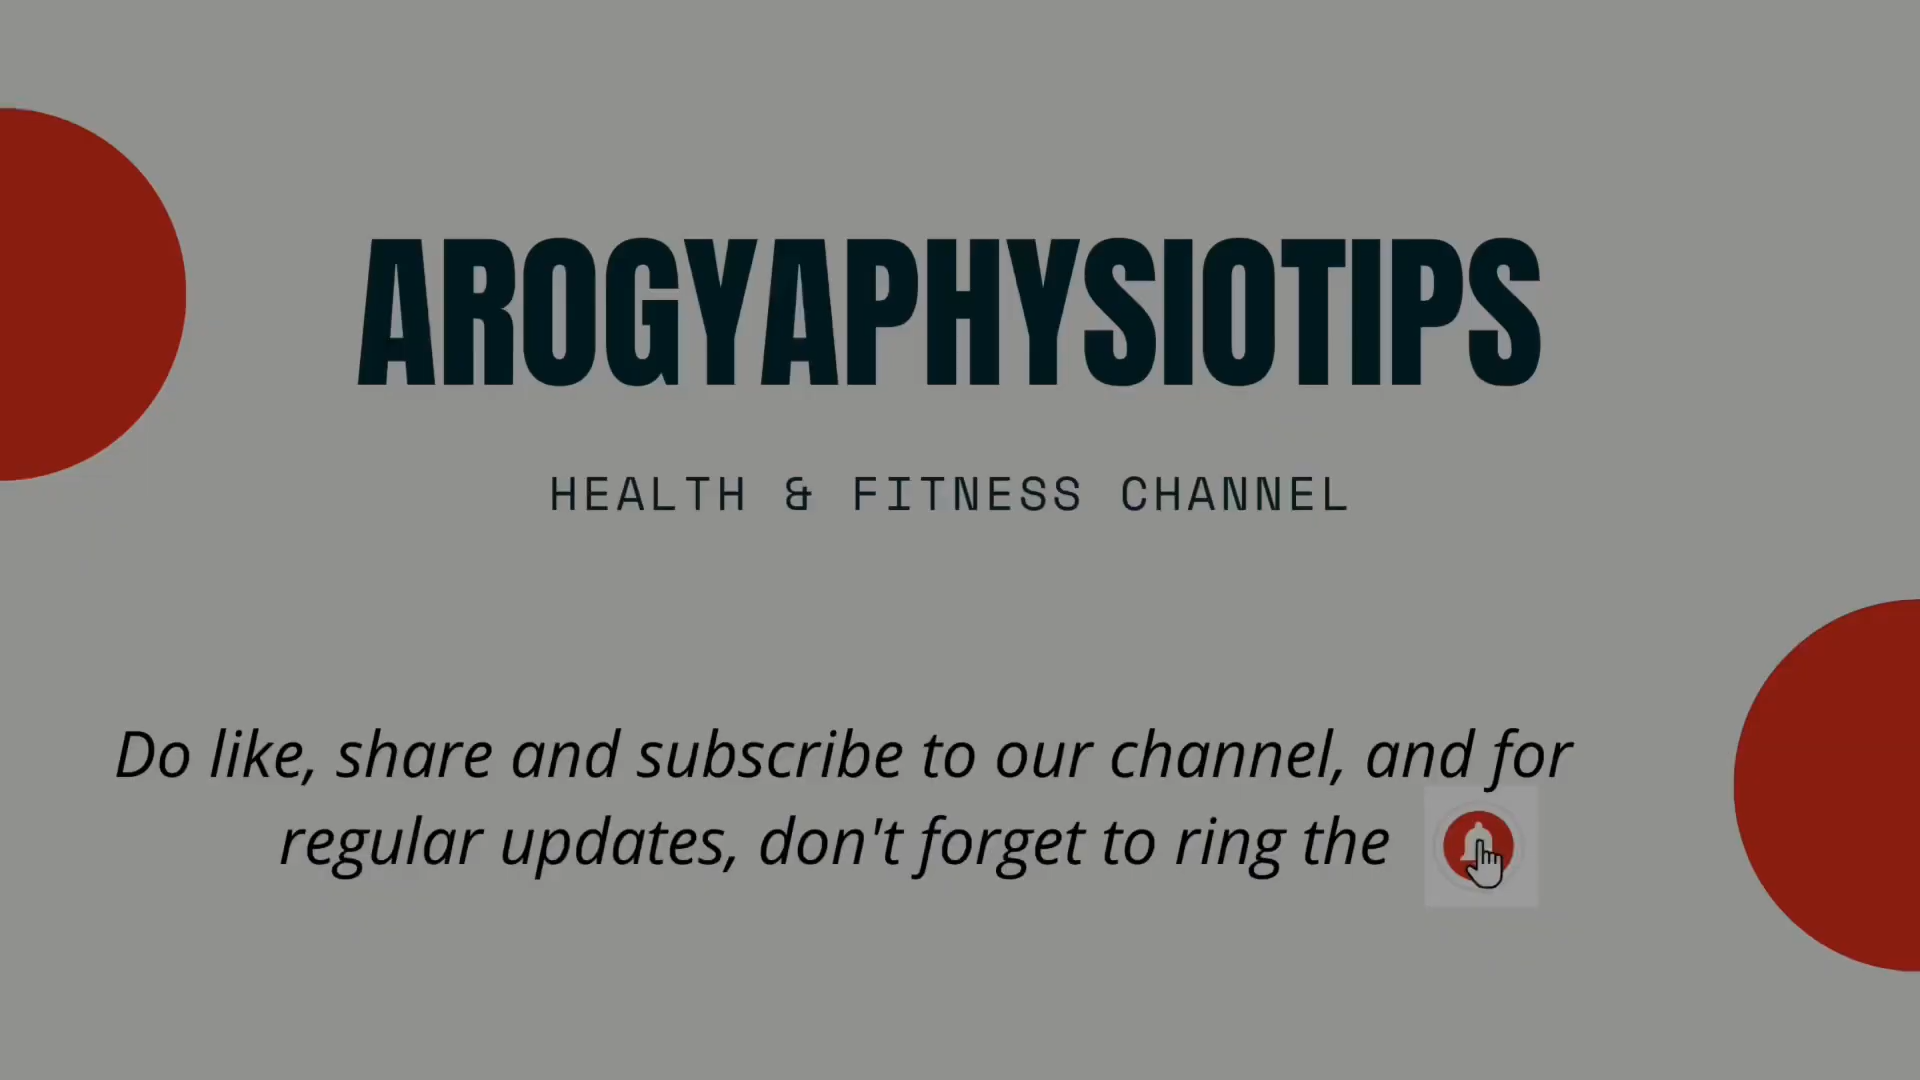 AROGYAPHYSIOTIPS
HEALTH & FITNESS CHANNEL
Do like, share and subscribe to our channel, and for
regular updates, don't forget to ring the